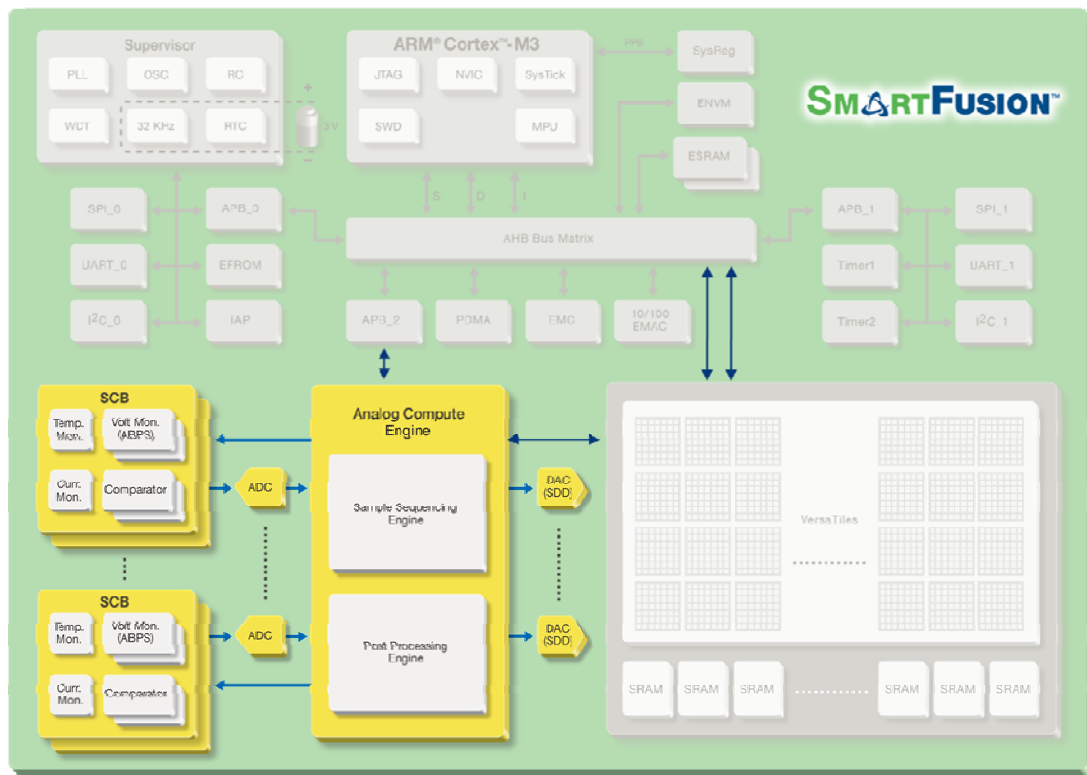 Supervisor
PLL
OSC
RC
WDT
32 KHz
RTC
+
3V
–
ARM® Cortex™-M3
JTAG
NVIC
SysTick
SWD
MPU
PPB
SysReg
ENVM
ESRAM
SMARTFUSION™
S
D
I
SPI_0
APB_0
UART_0
EFROM
I²C_0
IAP
AHB Bus Matrix
APB_1
SPI_1
Timer1
UART_1
Timer2
I²C_1
APB_2
PDMA
EMC
10/100
EMAC
SCB
Temp.
Mon.
Volt Mon.
(ABPS)
Curr.
Mon.
Comparator
ADC
Analog Compute
Engine
Sample Sequencing
Engine
DAC
(SDD)
VersaTiles
SCB
Temp.
Mon.
Volt Mon.
(ABPS)
Curr.
Mon.
Comparator
ADC
Post Processing
Engine
DAC
(SDD)
SRAM
SRAM
SRAM
SRAM
SRAM
SRAM